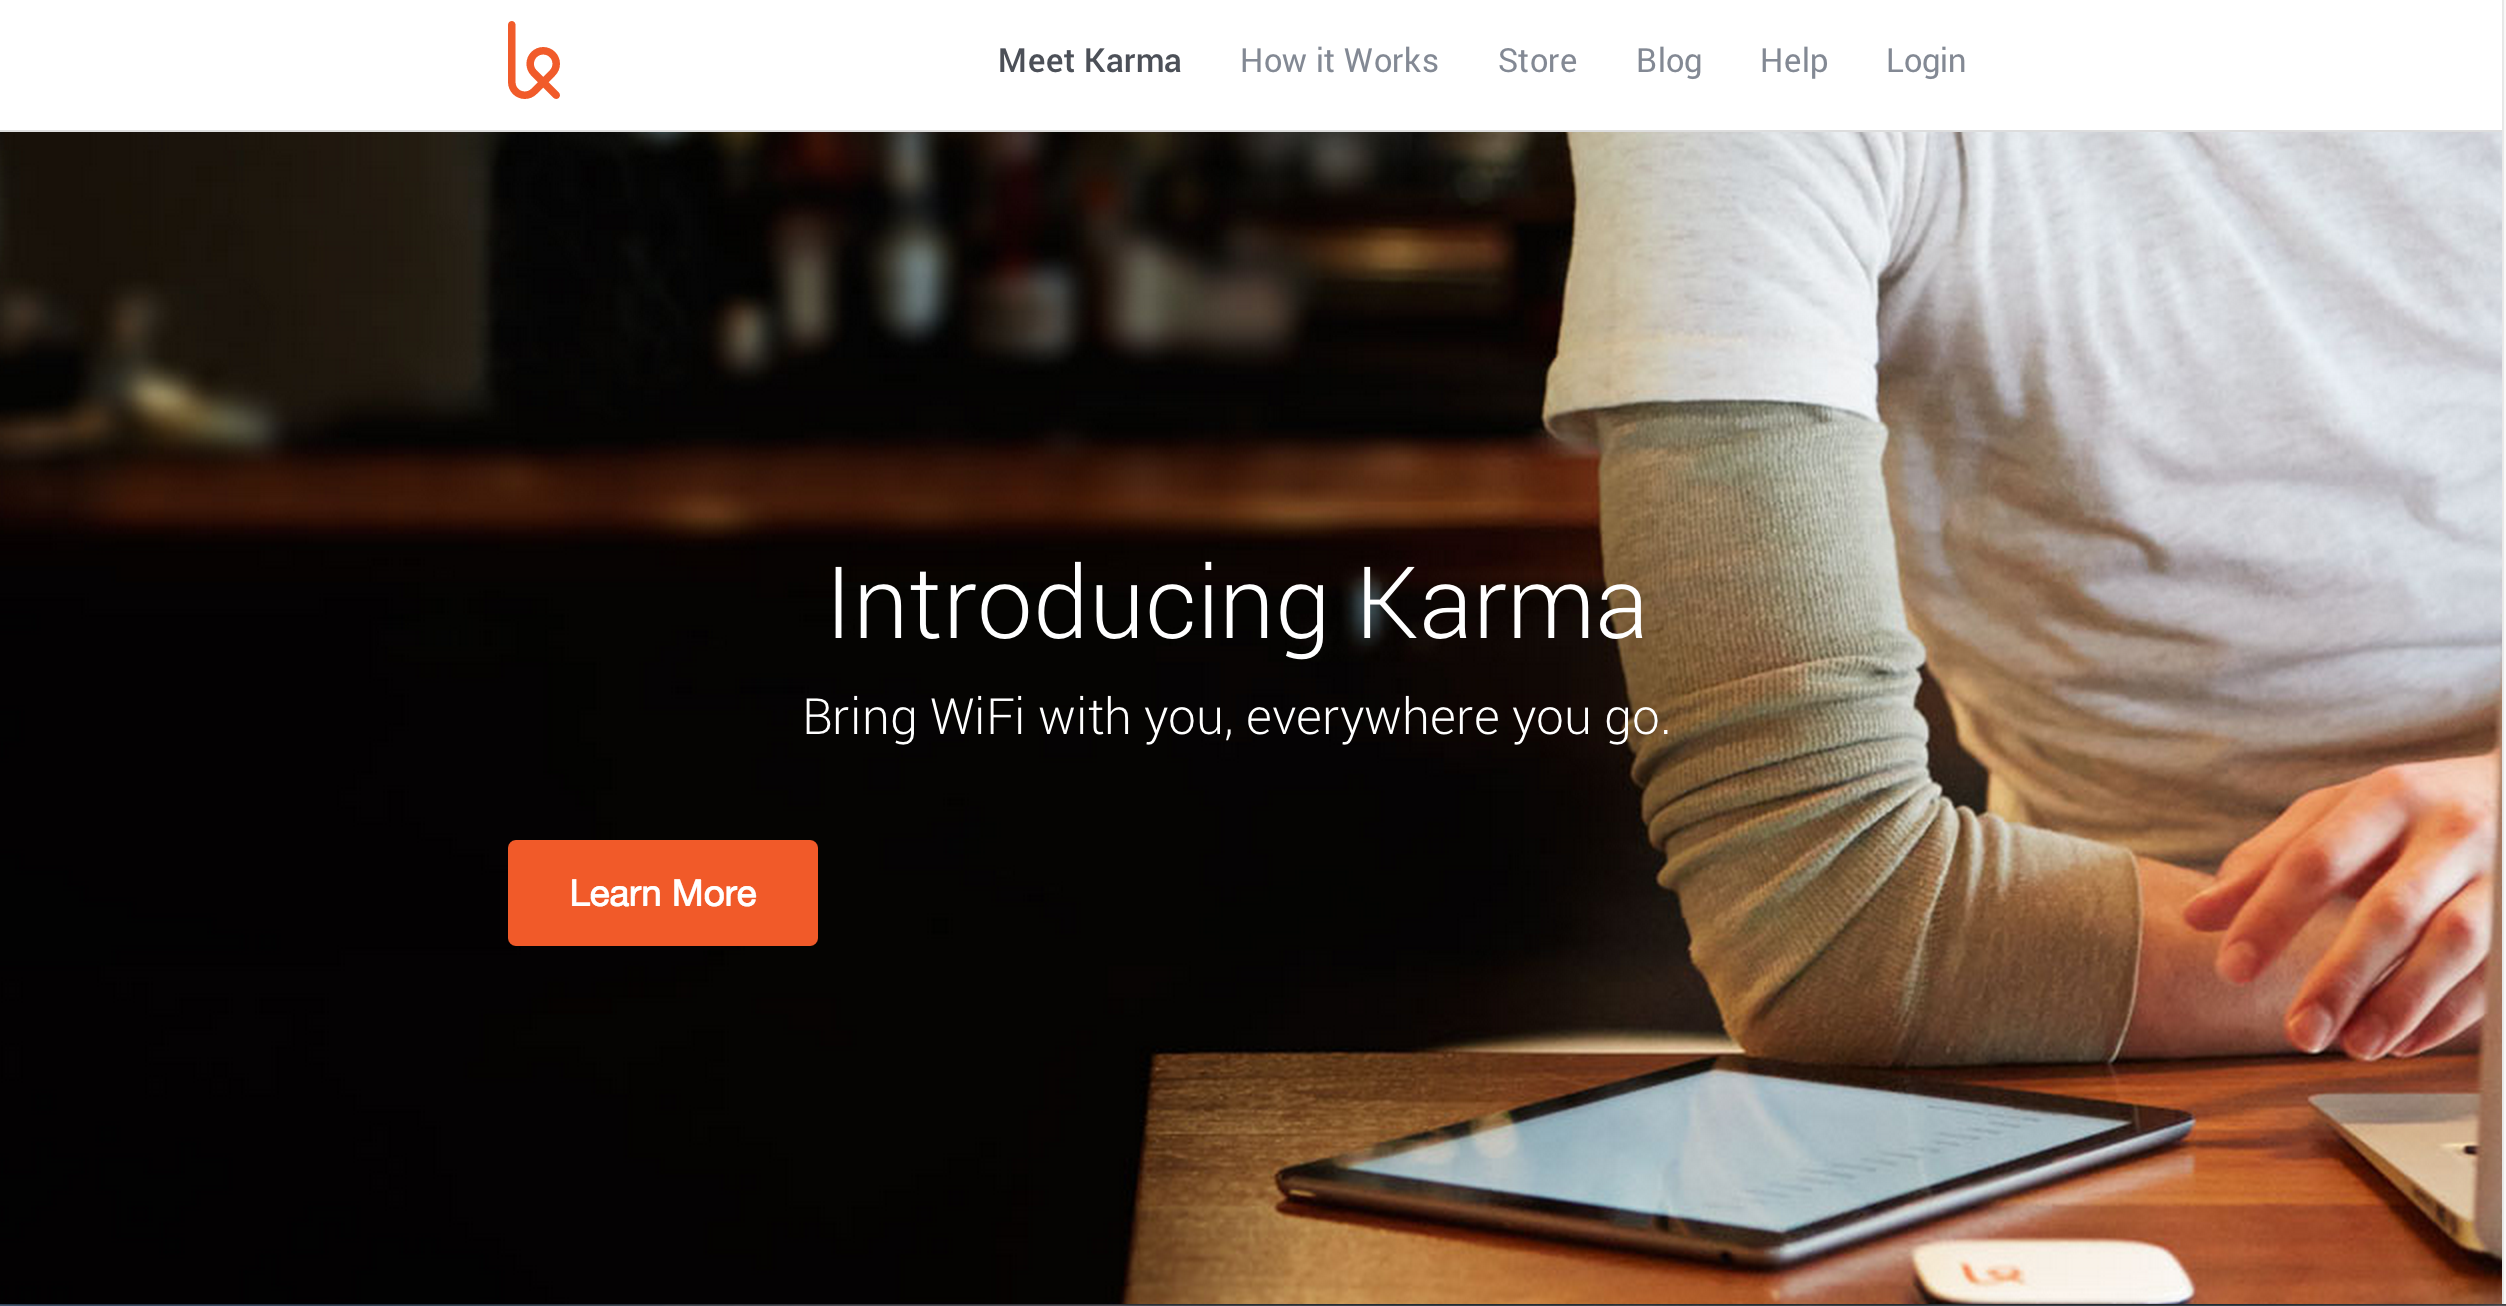 Meet Karma
How it Works
Store
Blog
Help
Login
Introducing Karma
Bring WiFi with you, everywhere you go.
Learn More